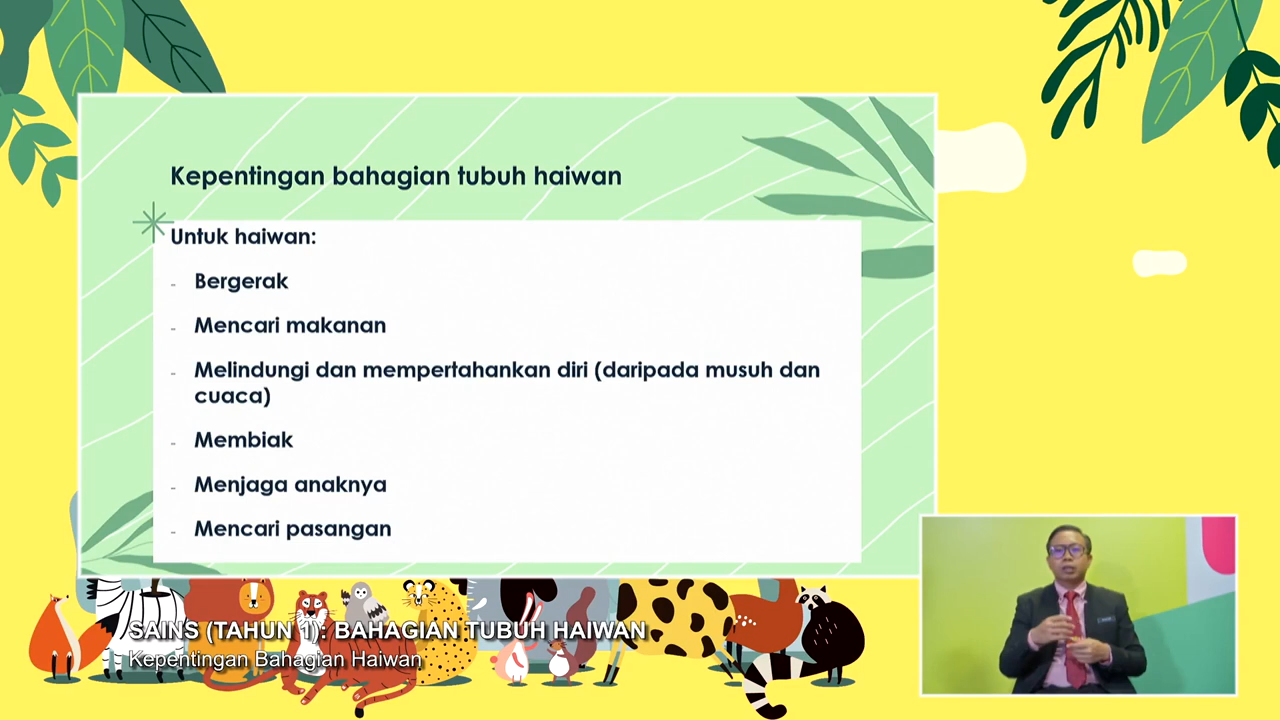 Kepentingan bahagian tubuh haiwan
Untuk haiwan:
- Bergerak
- Mencari makanan
- Melindungi dan mempertahankan diri (daripada musuh dan
cuaca)
- Membiak
- Menjaga anaknya
- Mencari pasangan
SAINS (TAHUN 1): BAHAGIAN TUBUH HAIWAN
Kepentingan Bahagian Haiwan